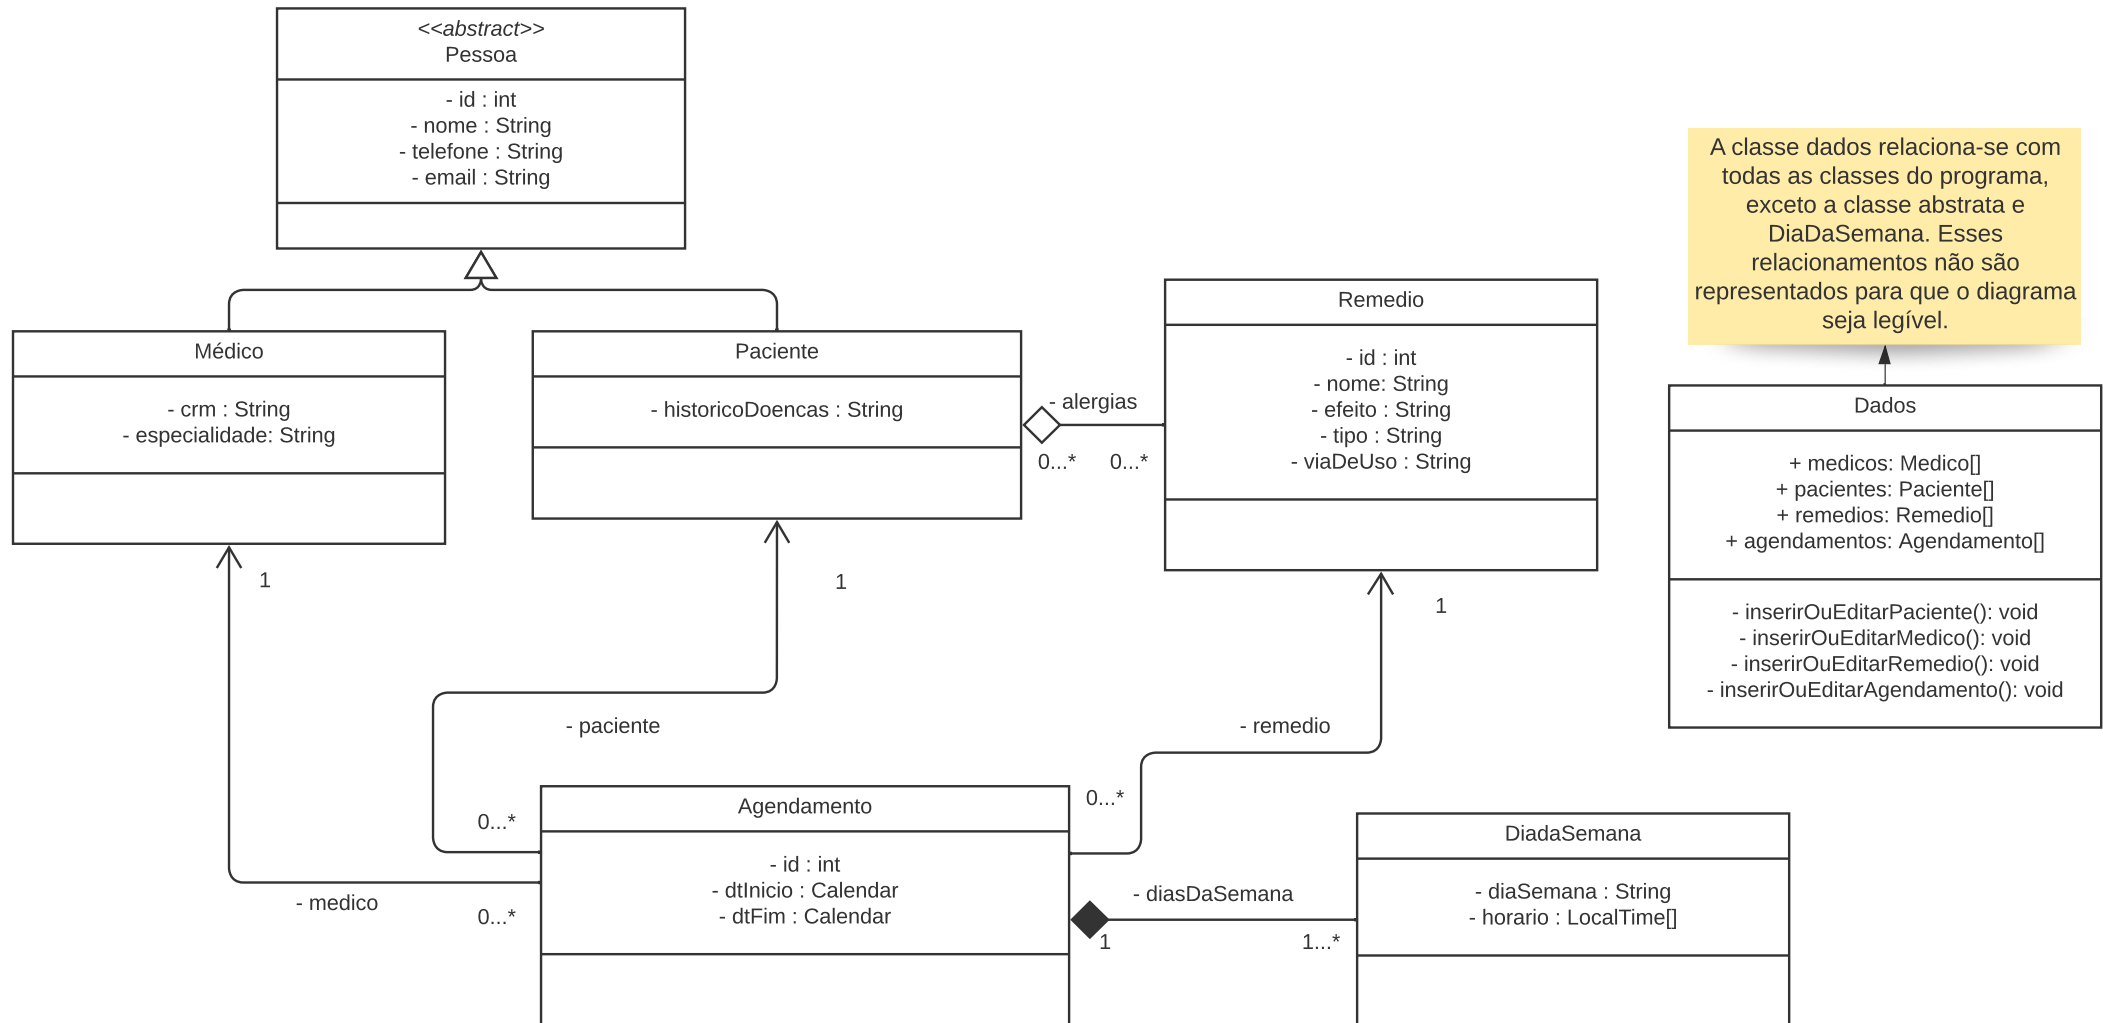 <<abstract>>
Pessoa
- id : int
- nome : String
- telefone : String
- email : String
A classe dados relaciona-se com
todas as classes do programa,
exceto a classe abstrata e
DiaDaSemana. Esses
relacionamentos não são
representados para que o diagrama
seja legível.
Médico
- crm : String
- especialidade: String
Paciente
- historicoDoencas : String
- alergias
0...*
0...*
Remedio
- id : int
- nome: String
- efeito : String
- tipo : String
- viaDeUso : String
Dados
+ medicos: Medico[]
+ pacientes: Paciente[]
+ remedios: Remedio[]
+ agendamentos: Agendamento[]
- inserirOuEditarPaciente(): void
- inserirOuEditarMedico(): void
- inserirOuEditarRemedio(): void
- inserirOuEditarAgendamento(): void
1
1
1
- paciente
- remedio
0...*
0...*
- medico
0...*
Agendamento
- id : int
- dtInicio : Calendar
- dtFim : Calendar
- diasDaSemana
1
1...*
DiadaSemana
- diaSemana : String
- horario : LocalTime[]